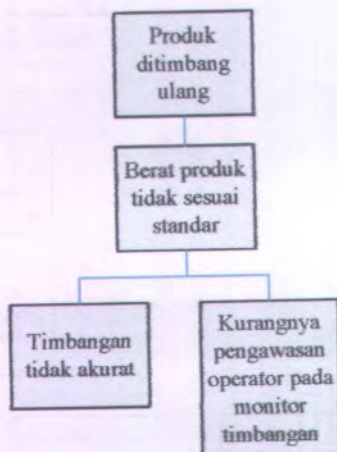 Produk
ditimbang
ulang
Berat produk
tidak sesuai
standar
Timbangan
tidak akurat
Kurangnya
pengawasan
operator pada
monitor
timbangan